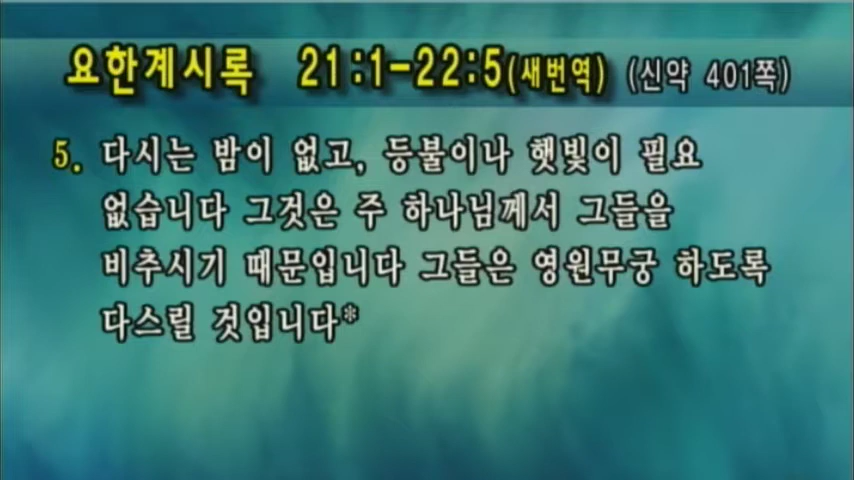 요한계시록 21:1-22:5(새번역) (신약 401쪽)
5. 다시는 밤이 없고, 등불이나 햇빛이 필요
없습니다 그것은 주 하나님께서 그들을
비추시기 때문입니다 그들은 영원무궁 하도록
다스릴 것입니다*